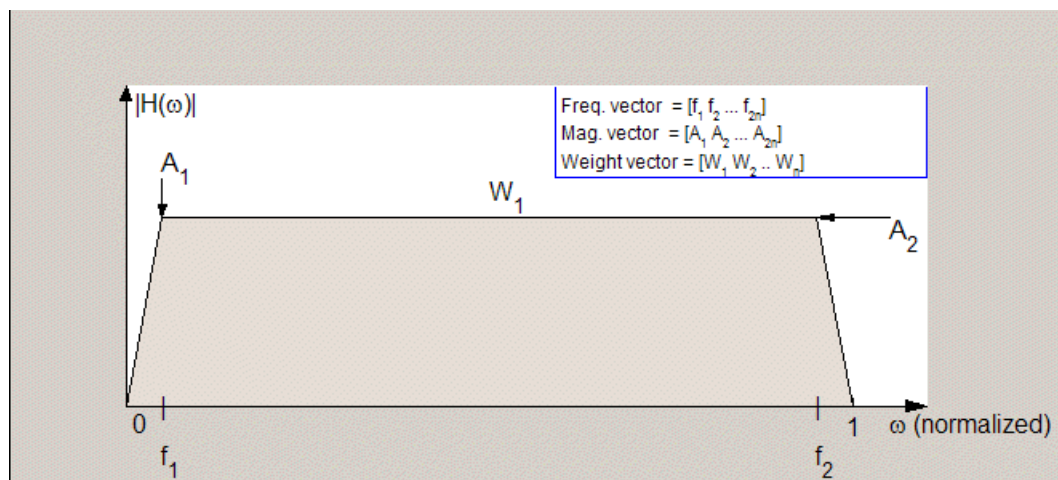 |H(ω)|
Freq. vector = [f₁ f₂ ... f₂ₙ]
Mag. vector = [A₁ A₂ ... A₂ₙ]
Weight vector = [W₁ W₂ .. Wₙ]
A₁
W₁
A₂
0
1
ω (normalized)
f₁
f₂